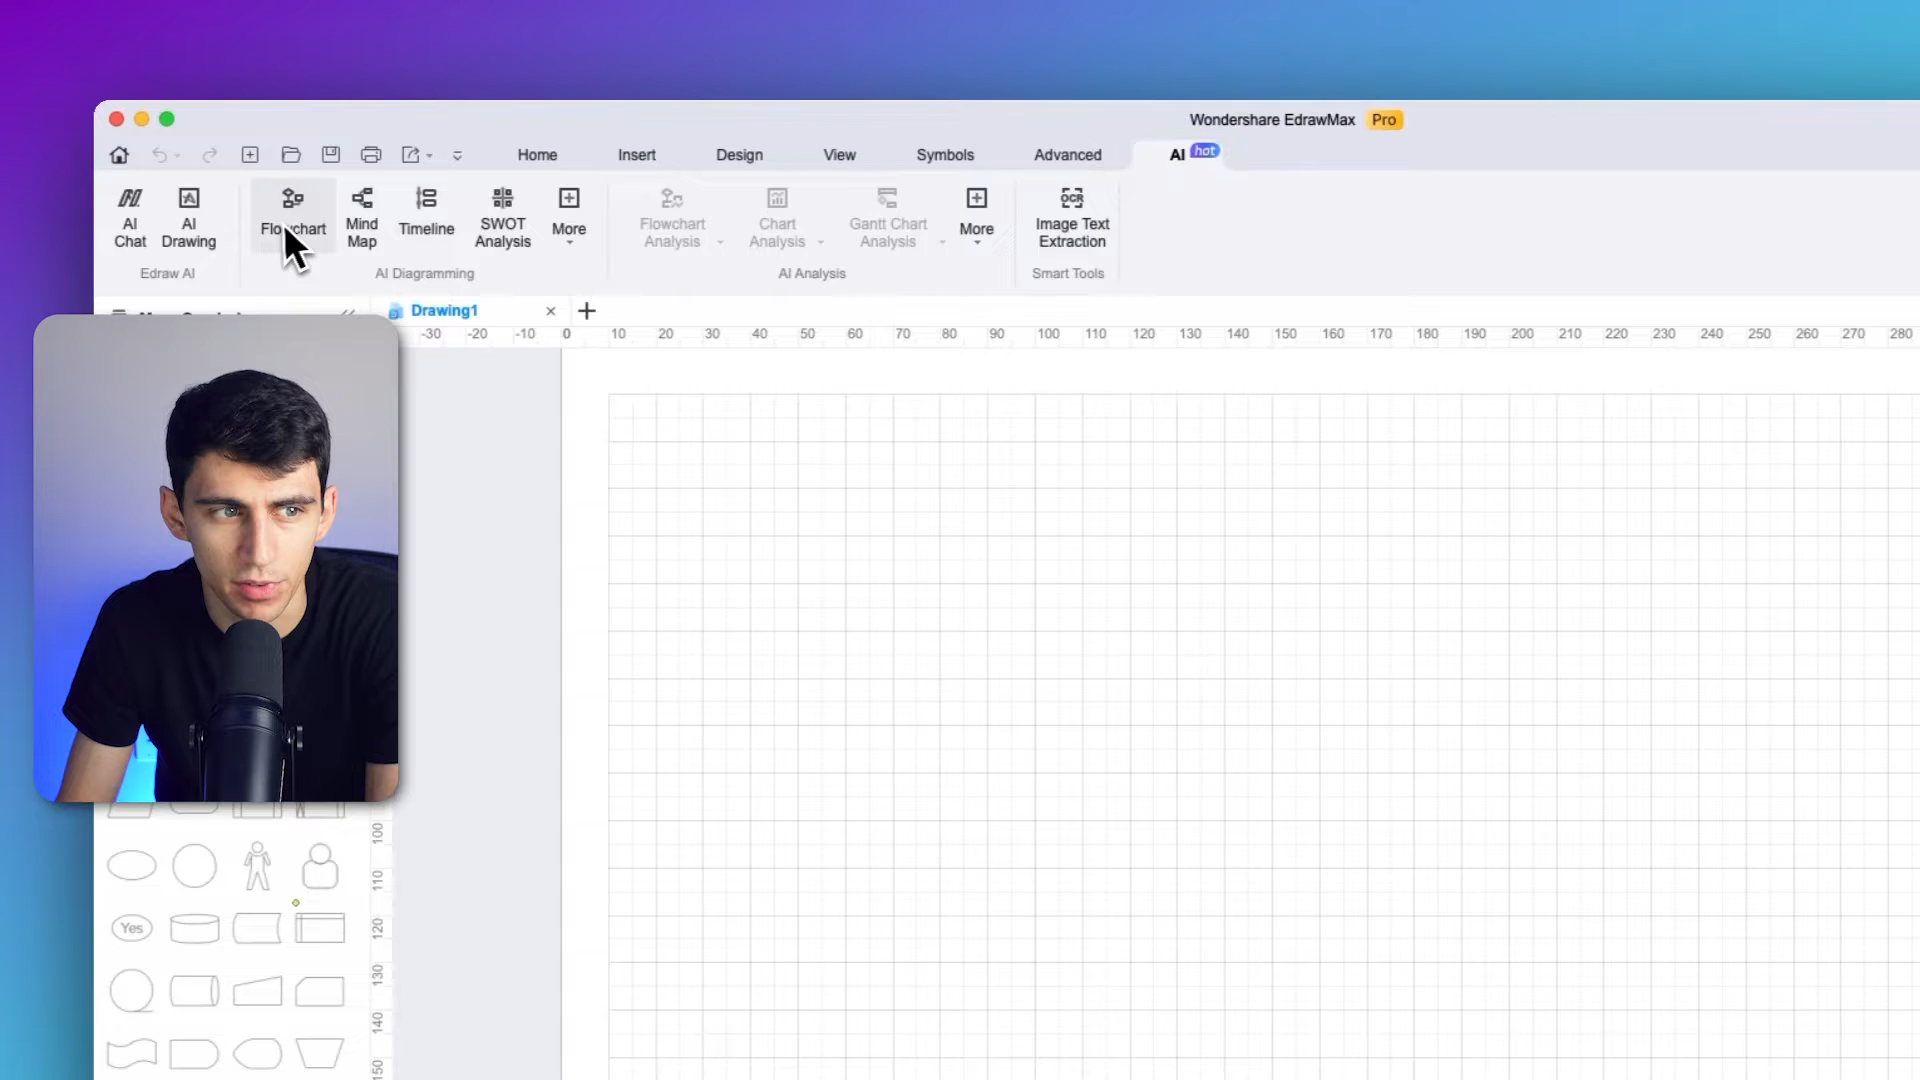 Wondershare EdrawMax Pro
Home Insert Design View Symbols Advanced AI hot
AI Chat
AI Drawing
Flowchart
Mind Map
Timeline
SWOT Analysis
More
Flowchart Analysis
Chart Analysis
Gantt Chart Analysis
More
OCR
Image Text Extraction
Edraw AI
AI Diagramming
AI Analysis
Smart Tools
Drawing1
-30 -20 -10 0 10 20 30 40 50 60 70 80 90 100 110 120 130 140 150 160 170 180 190 200 210 220 230 240 250 260 270 280
100
110
120
130
140
150
Yes